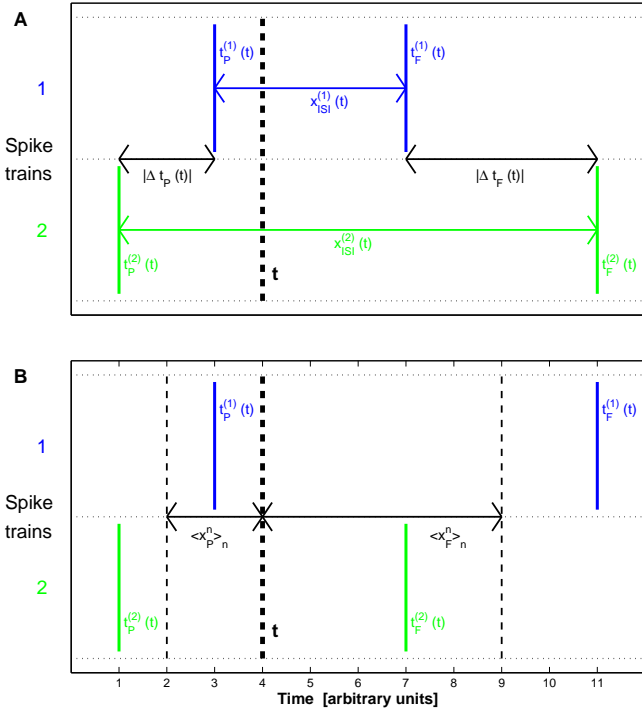 A
t_P^(1) (t)
t_F^(1) (t)
1
x_ISI^(1) (t)
Spike
trains
|Δ t_P (t)|
|Δ t_F (t)|
2
x_ISI^(2) (t)
t_P^(2) (t)
t
t_F^(2) (t)
B
t_P^(1) (t)
t_F^(1) (t)
1
Spike
trains
<x_P^n>_n
<x_F^n>_n
2
t_P^(2) (t)
t
t_F^(2) (t)
1 2 3 4 5 6 7 8 9 10 11
Time [arbitrary units]